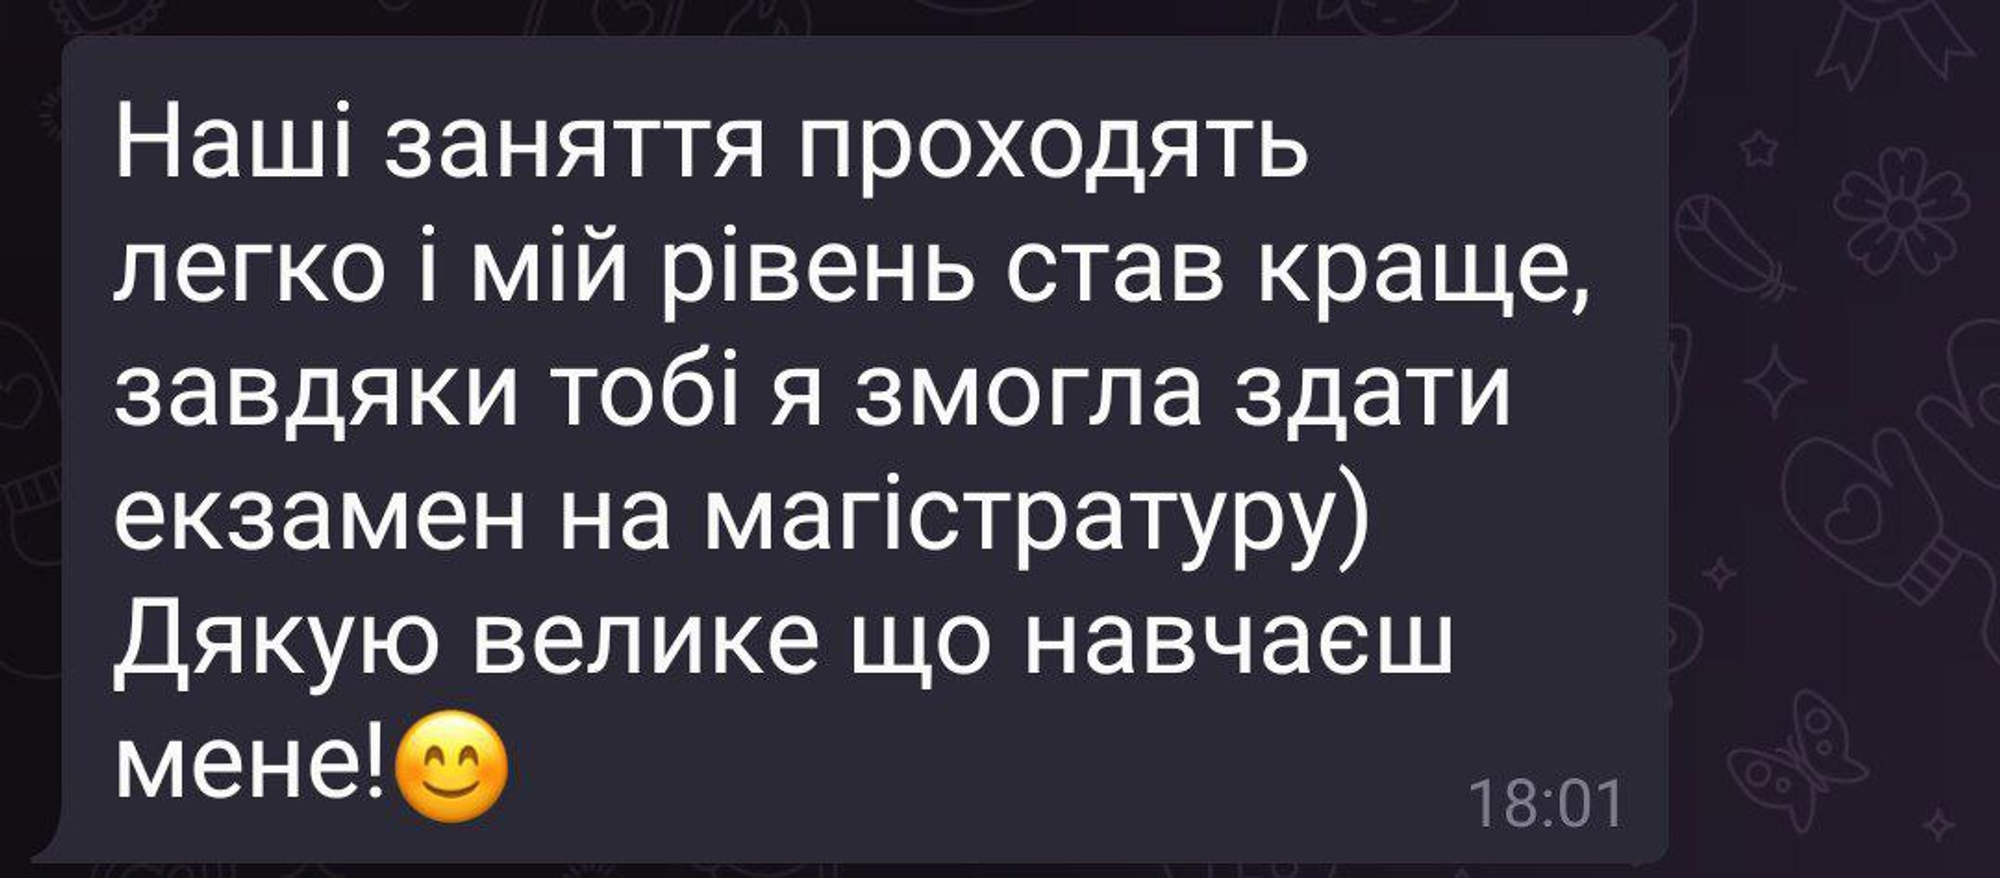 Наші заняття проходять
легко і мій рівень став краще,
завдяки тобі я змогла здати
екзамен на магістратуру)
Дякую велике що навчаєш
мене!😊
18:01